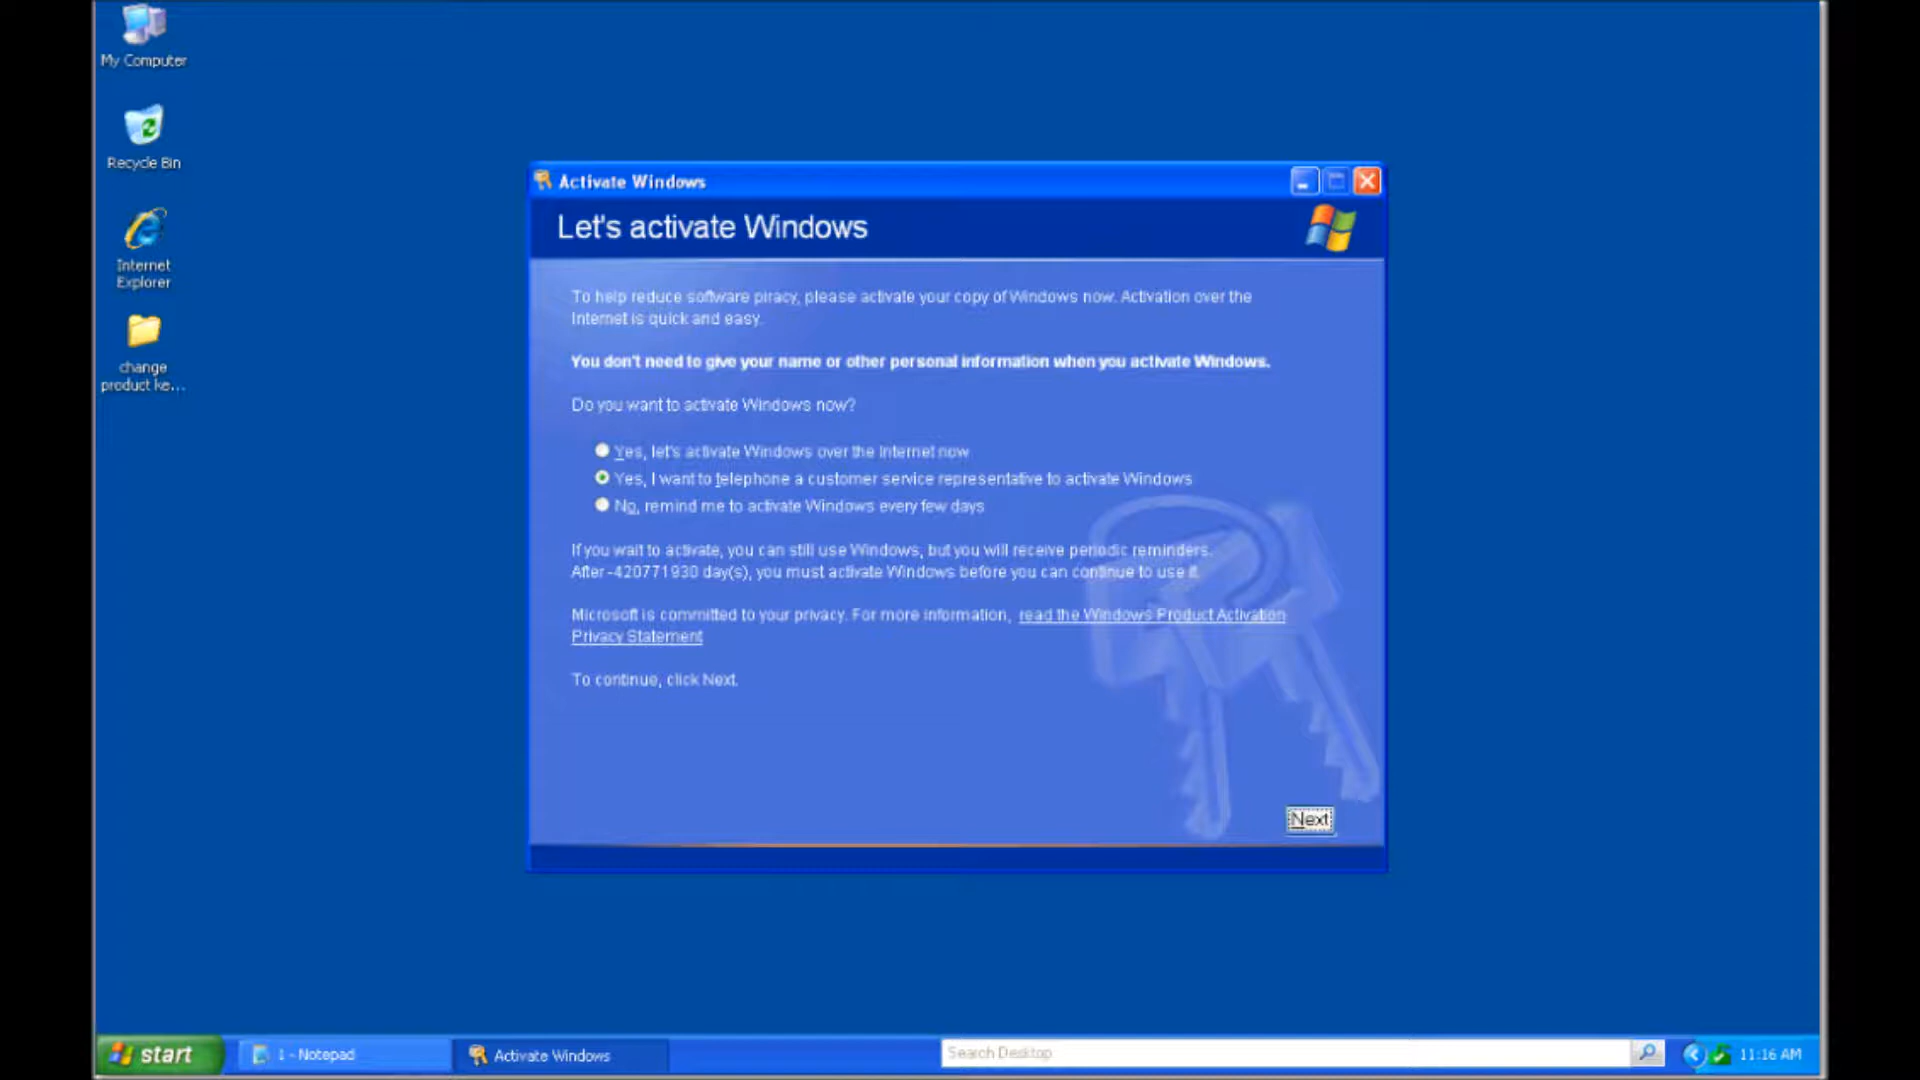 My Computer
Recycle Bin
Internet
Explorer
change
product ke...
Activate Windows
Let's activate Windows
To help reduce software piracy, please activate your copy of Windows now. Activation over the
Internet is quick and easy.
You don't need to give your name or other personal information when you activate Windows.
Do you want to activate Windows now?
Yes, let's activate Windows over the Internet now
Yes, I want to telephone a customer service representative to activate Windows
No, remind me to activate Windows every few days
If you wait to activate, you can still use Windows, but you will receive periodic reminders.
After -420771930 day(s), you must activate Windows before you can continue to use it.
Microsoft is committed to your privacy. For more information, read the Windows Product Activation
Privacy Statement
To continue, click Next.
Next
start
1 - Notepad
Activate Windows
Search Desktop
11:16 AM